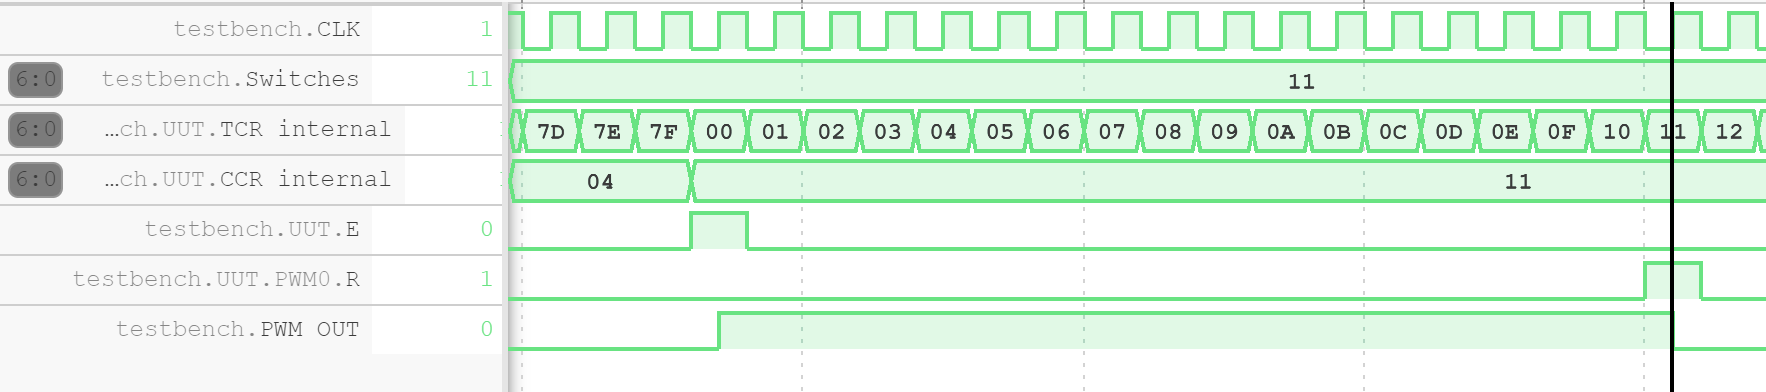 testbench.CLK 1
6:0 testbench.Switches 11 11
6:0 …ch.UUT.TCR internal 7D 7E 7F 00 01 02 03 04 05 06 07 08 09 0A 0B 0C 0D 0E 0F 10 11 12
6:0 …ch.UUT.CCR internal 04 11
testbench.UUT.E 0
testbench.UUT.PWM0.R 1
testbench.PWM OUT 0